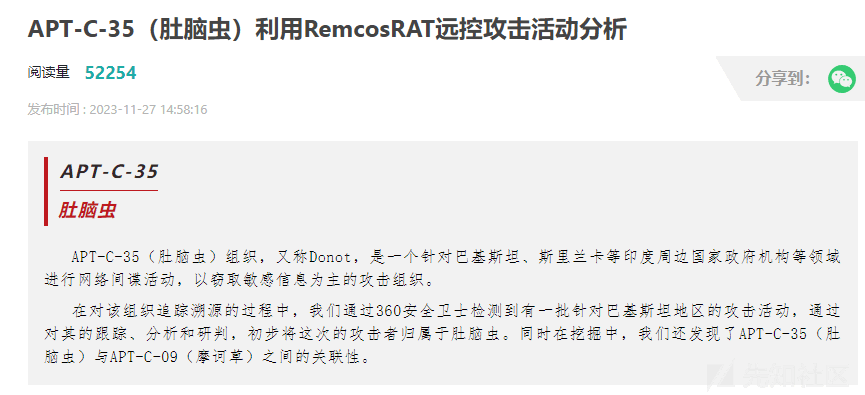 APT-C-35（肚脑虫）利用RemcosRAT远控攻击活动分析
阅读量 52254
分享到：
发布时间 : 2023-11-27 14:58:16
APT-C-35
肚脑虫
APT-C-35（肚脑虫）组织，又称Donot，是一个针对巴基斯坦、斯里兰卡等印度周边国家政府机构等领域
进行网络间谍活动，以窃取敏感信息为主的攻击组织。
在对该组织追踪溯源的过程中，我们通过360安全卫士检测到有一批针对巴基斯坦地区的攻击活动，通过
对其的跟踪、分析和研判，初步将这次的攻击者归属于肚脑虫。同时在挖掘中，我们还发现了APT-C-35（肚
脑虫）与APT-C-09（摩诃草）之间的关联性。
先知社区